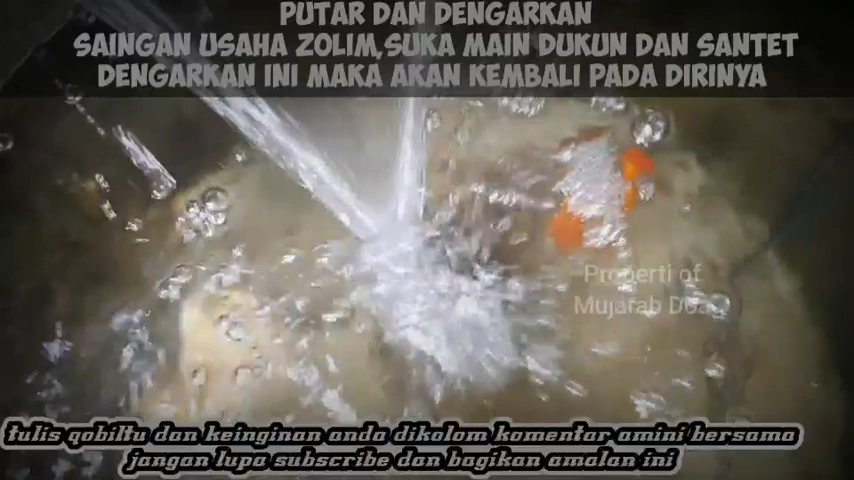 PUTAR DAN DENGARKAN
SAINGAN USAHA ZOLIM,SUKA MAIN DUKUN DAN SANTET
DENGARKAN INI MAKA AKAN KEMBALI PADA DIRINYA
Properti of
Mujarab Doa
tulis qobiltu dan keinginan anda dikolom komentar amini bersama
jangan lupa subscribe dan bagikan amalan ini